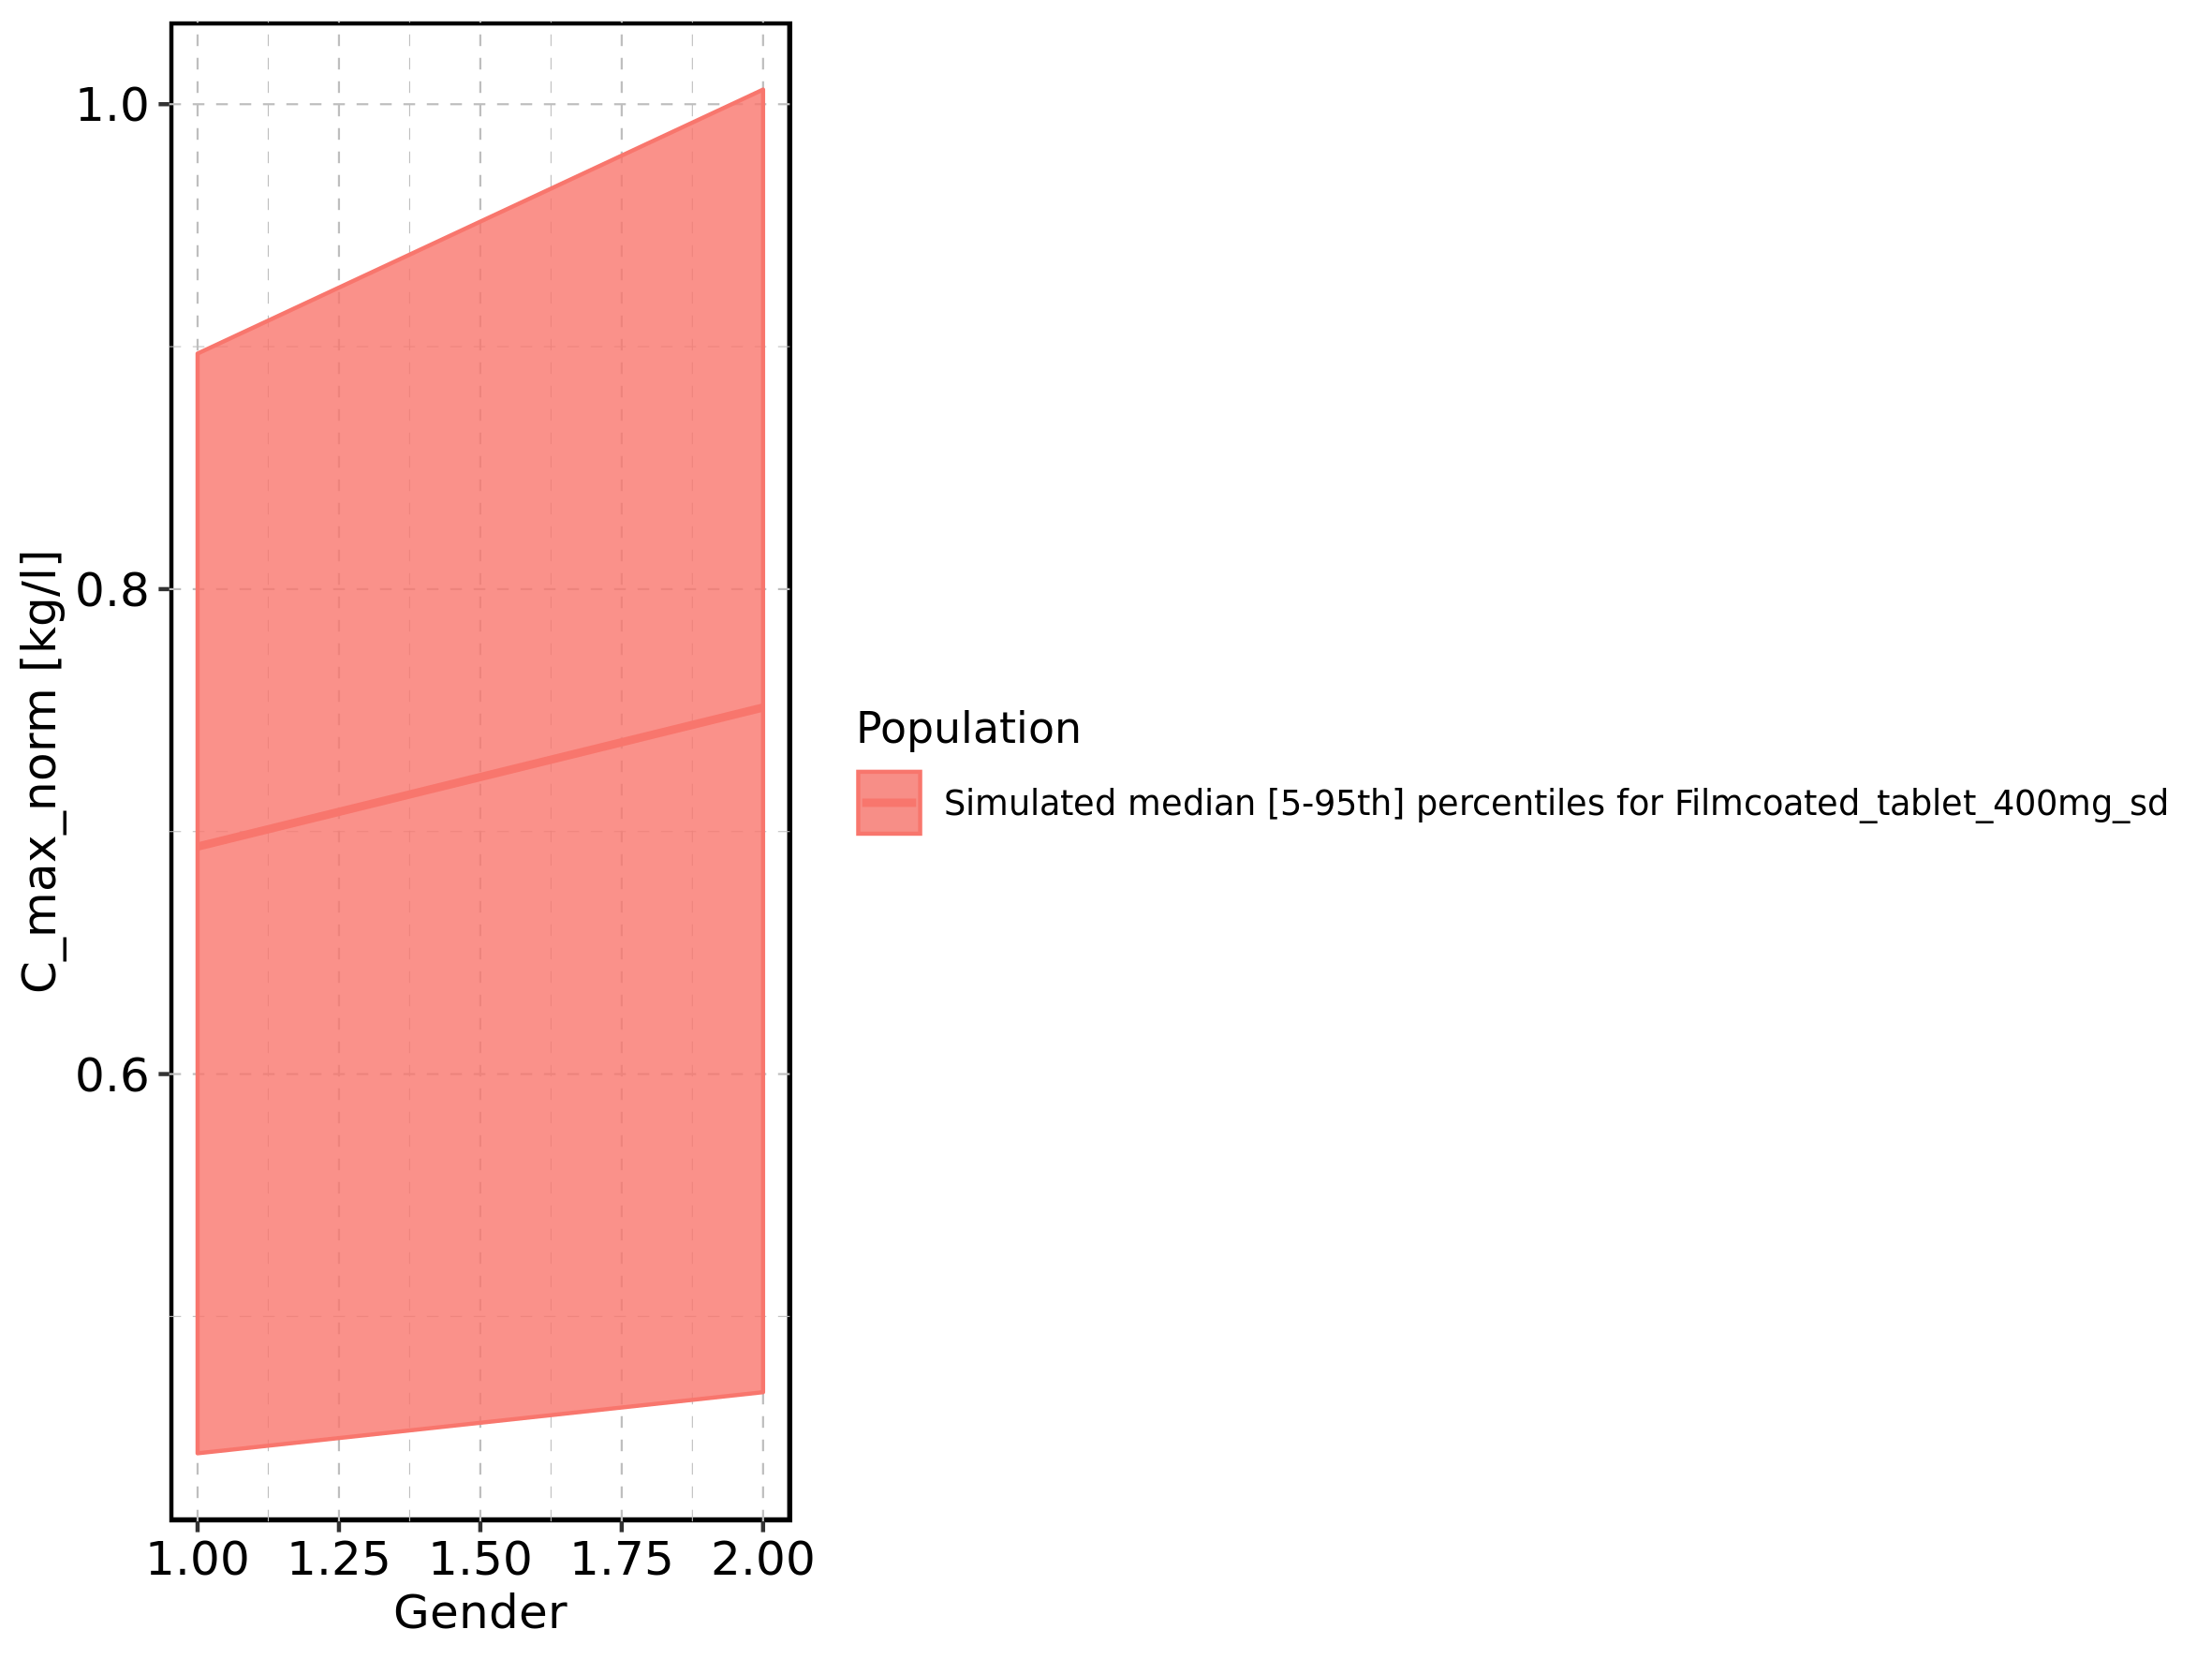 C_max_norm [kg/l]
1.0
0.8
0.6
1.00 1.25 1.50 1.75 2.00
Gender
Population
Simulated median [5-95th] percentiles for Filmcoated_tablet_400mg_sd